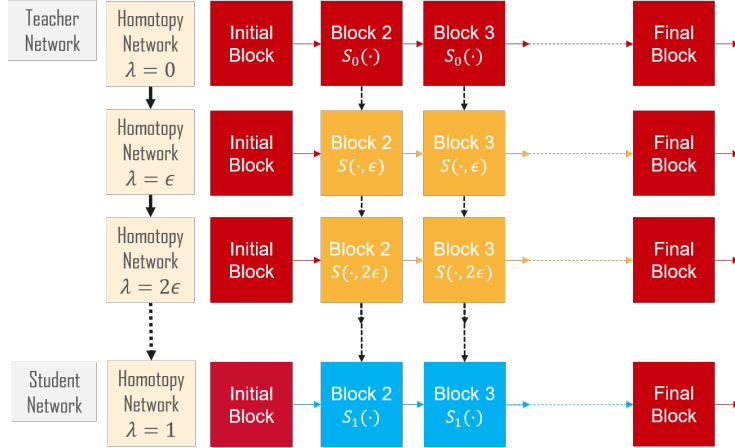 Teacher
Network
Homotopy
Network
λ = 0
Initial
Block
Block 2
S₀(·)
Block 3
S₀(·)
Final
Block
Homotopy
Network
λ = ϵ
Initial
Block
Block 2
S(·, ϵ)
Block 3
S(·, ϵ)
Final
Block
Homotopy
Network
λ = 2ϵ
Initial
Block
Block 2
S(·, 2ϵ)
Block 3
S(·, 2ϵ)
Final
Block
Student
Network
Homotopy
Network
λ = 1
Initial
Block
Block 2
S₁(·)
Block 3
S₁(·)
Final
Block